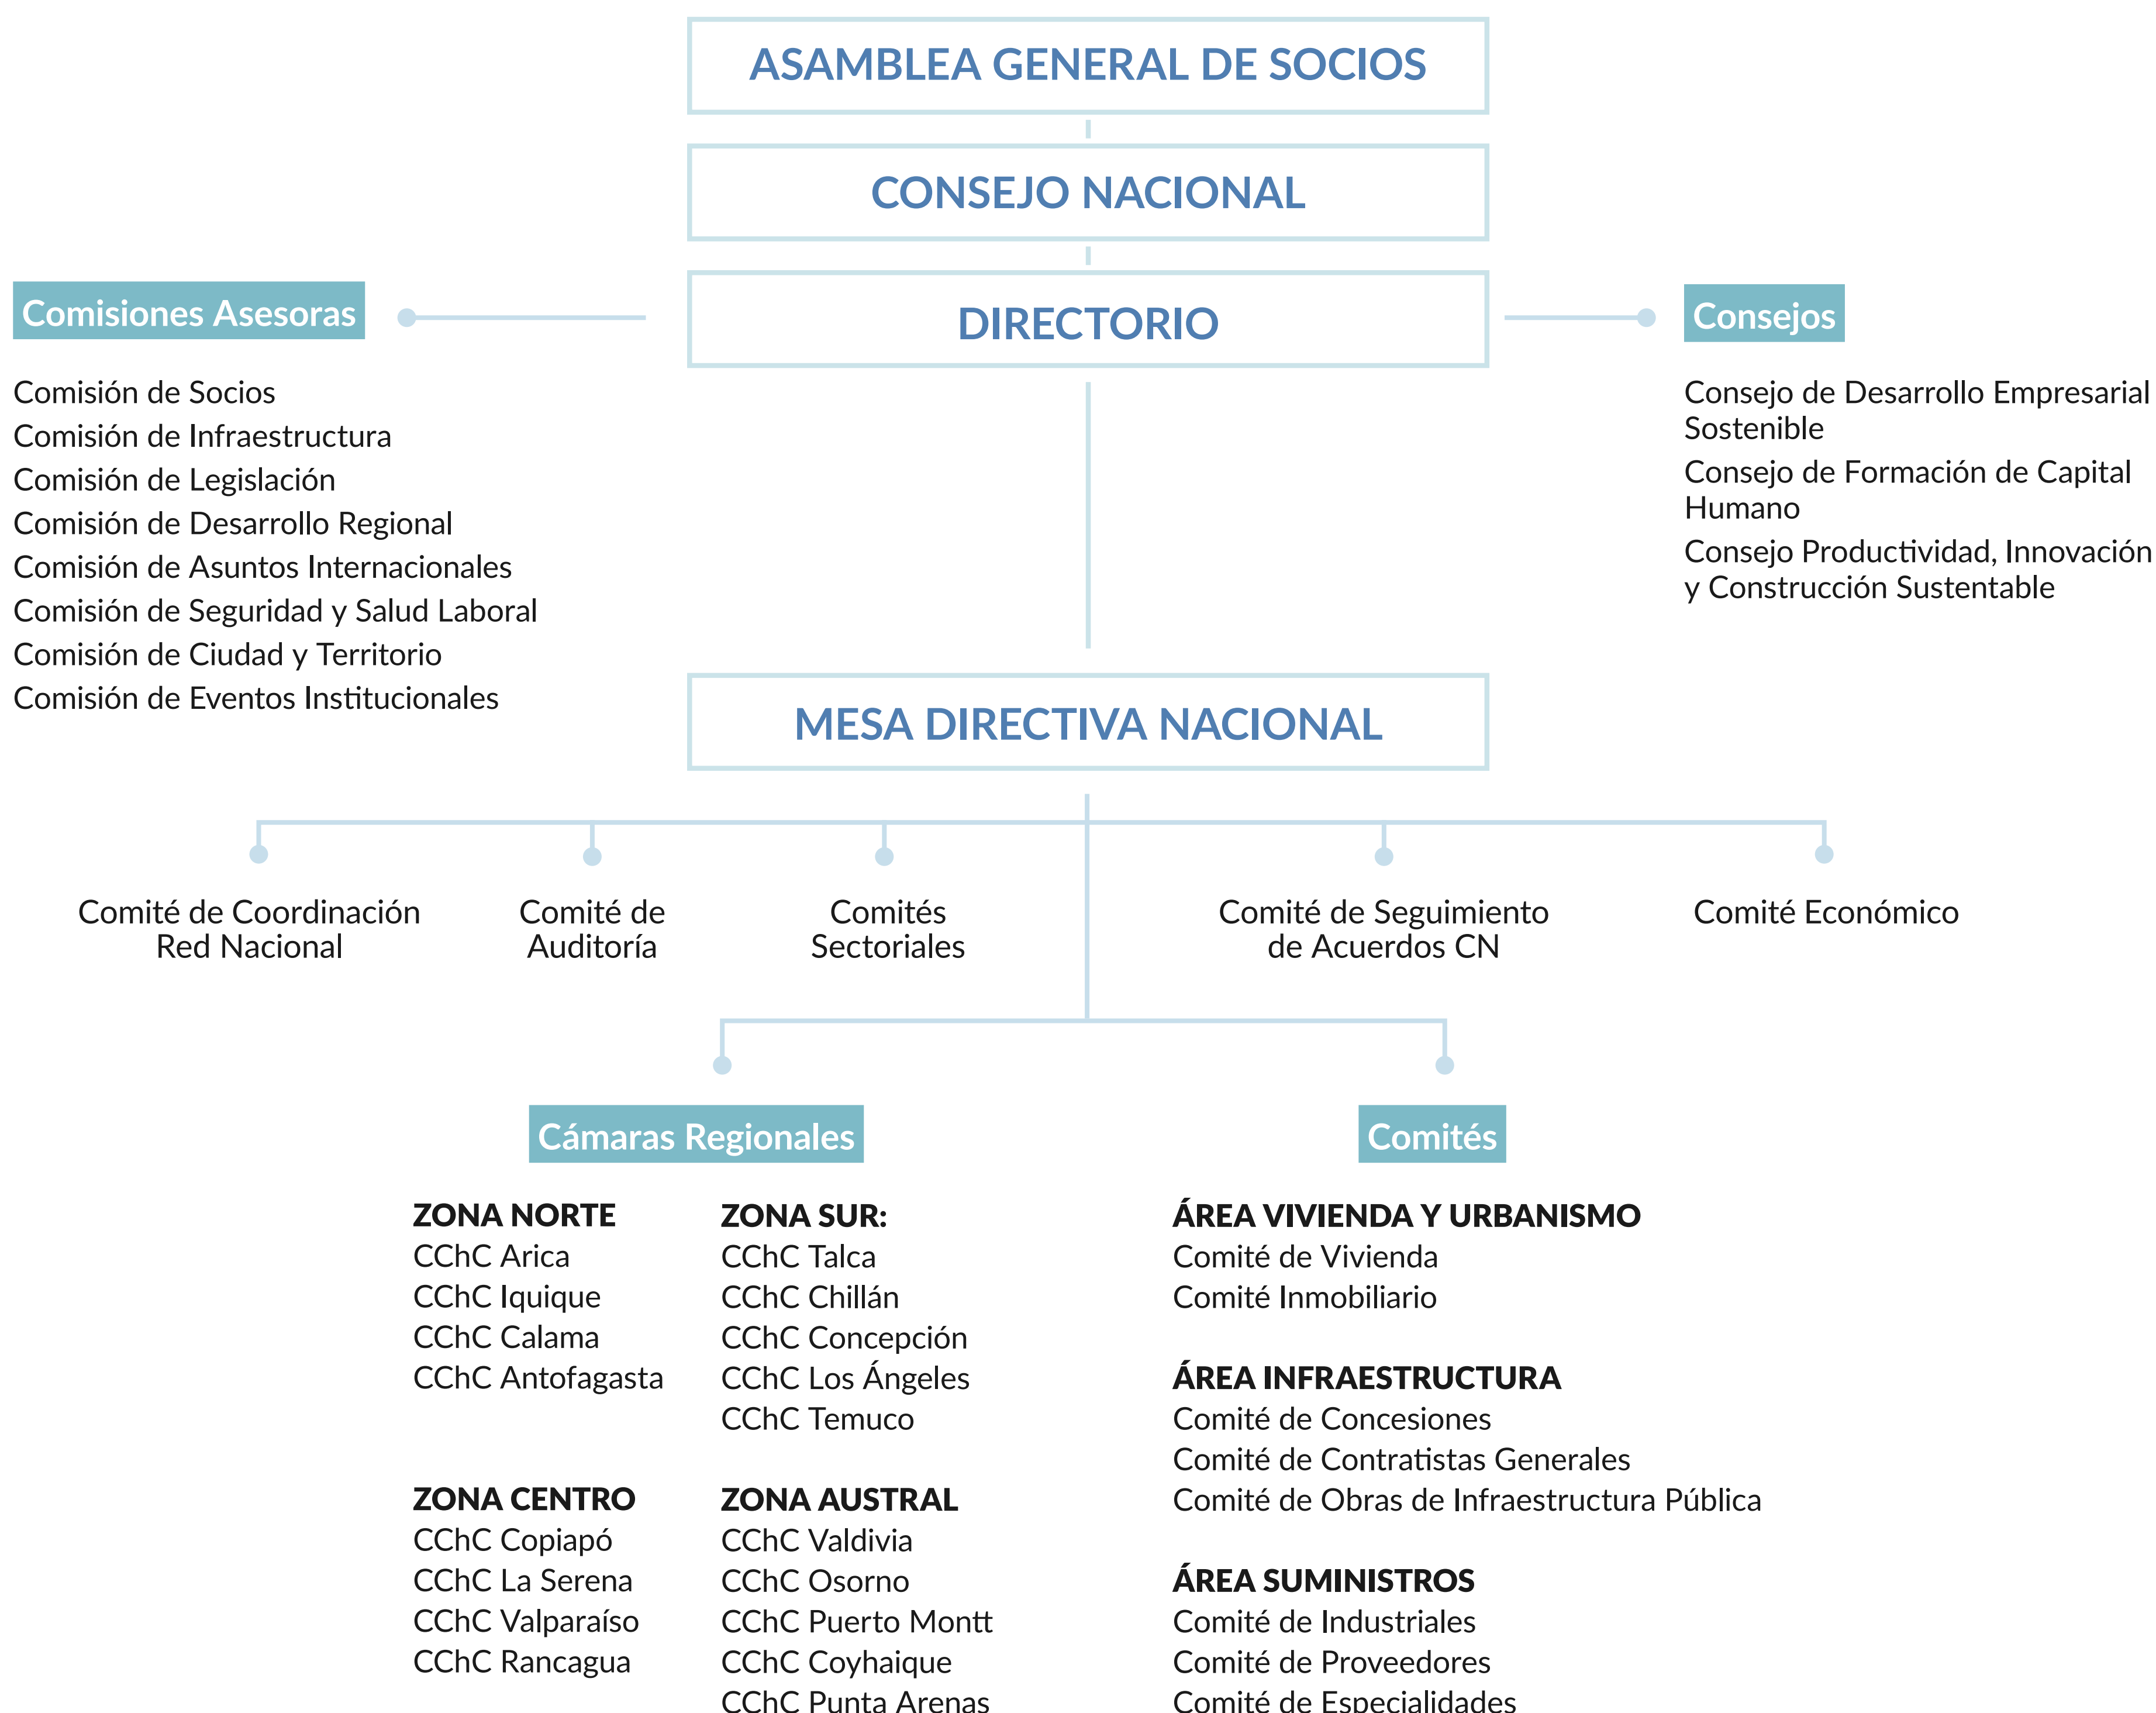 ASAMBLEA GENERAL DE SOCIOS
CONSEJO NACIONAL
DIRECTORIO
Comisiones Asesoras
Comisión de Socios
Comisión de Infraestructura
Comisión de Legislación
Comisión de Desarrollo Regional
Comisión de Asuntos Internacionales
Comisión de Seguridad y Salud Laboral
Comisión de Ciudad y Territorio
Comisión de Eventos Institucionales
Consejos
Consejo de Desarrollo Empresarial
Sostenible
Consejo de Formación de Capital
Humano
Consejo Productividad, Innovación
y Construcción Sustentable
MESA DIRECTIVA NACIONAL
Comité de Coordinación
Red Nacional
Comité de
Auditoría
Comités
Sectoriales
Comité de Seguimiento
de Acuerdos CN
Comité Económico
Cámaras Regionales
ZONA NORTE
CChC Arica
CChC Iquique
CChC Calama
CChC Antofagasta
ZONA CENTRO
CChC Copiapó
CChC La Serena
CChC Valparaíso
CChC Rancagua
ZONA SUR:
CChC Talca
CChC Chillán
CChC Concepción
CChC Los Ángeles
CChC Temuco
ZONA AUSTRAL
CChC Valdivia
CChC Osorno
CChC Puerto Montt
CChC Coyhaique
CChC Punta Arenas
Comités
ÁREA VIVIENDA Y URBANISMO
Comité de Vivienda
Comité Inmobiliario
ÁREA INFRAESTRUCTURA
Comité de Concesiones
Comité de Contratistas Generales
Comité de Obras de Infraestructura Pública
ÁREA SUMINISTROS
Comité de Industriales
Comité de Proveedores
Comité de Especialidades